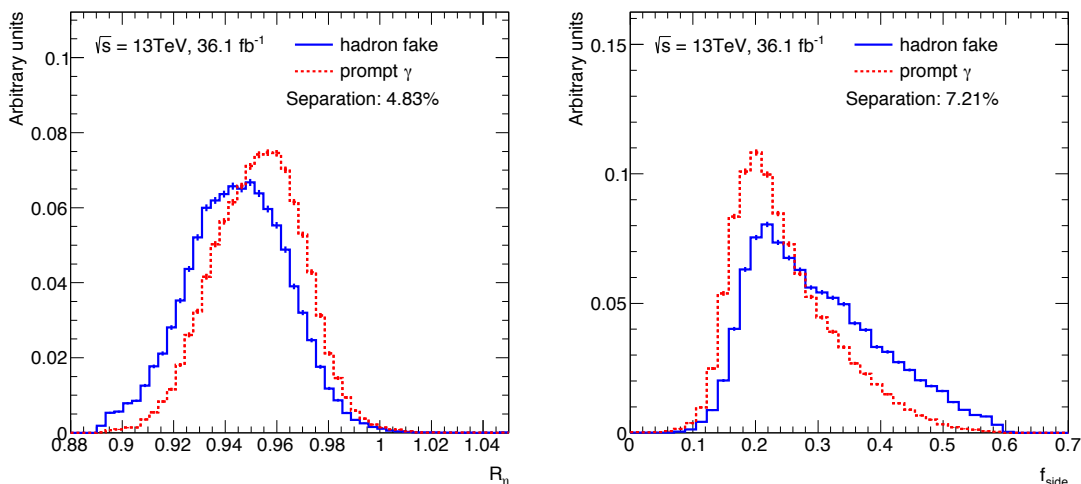 Arbitrary units
√s = 13TeV, 36.1 fb⁻¹
hadron fake
prompt γ
Separation: 4.83%
0.1
0.08
0.06
0.04
0.02
0
0.88 0.9 0.92 0.94 0.96 0.98 1 1.02 1.04
R_η
Arbitrary units
√s = 13TeV, 36.1 fb⁻¹
hadron fake
prompt γ
Separation: 7.21%
0.15
0.1
0.05
0
0 0.1 0.2 0.3 0.4 0.5 0.6 0.7
f_side